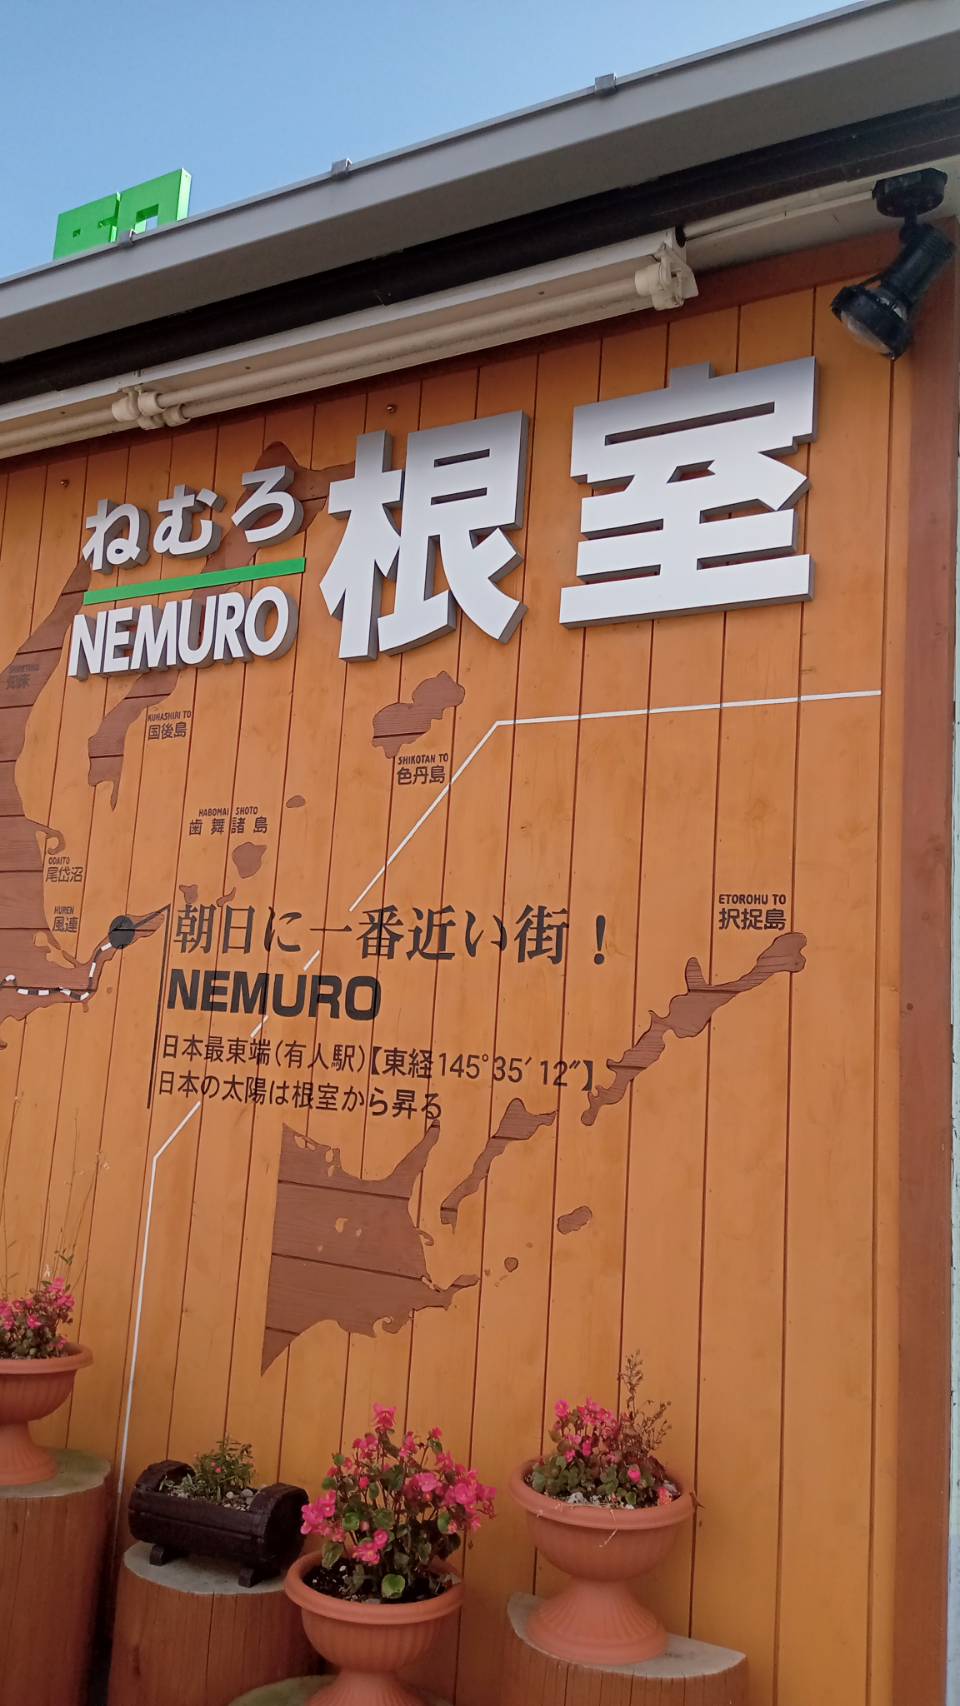 ねむろ
NEMURO
根室
SHIRETOKO
知床
KUNASHIRI TO
国後島
SHIKOTAN TO
色丹島
HABOMAI SHOTO
歯舞諸島
ODAITO
尾岱沼
HUREN
風連
ETOROHU TO
択捉島
朝日に一番近い街！
NEMURO
日本最東端(有人駅)【東経145°35′12″】
日本の太陽は根室から昇る